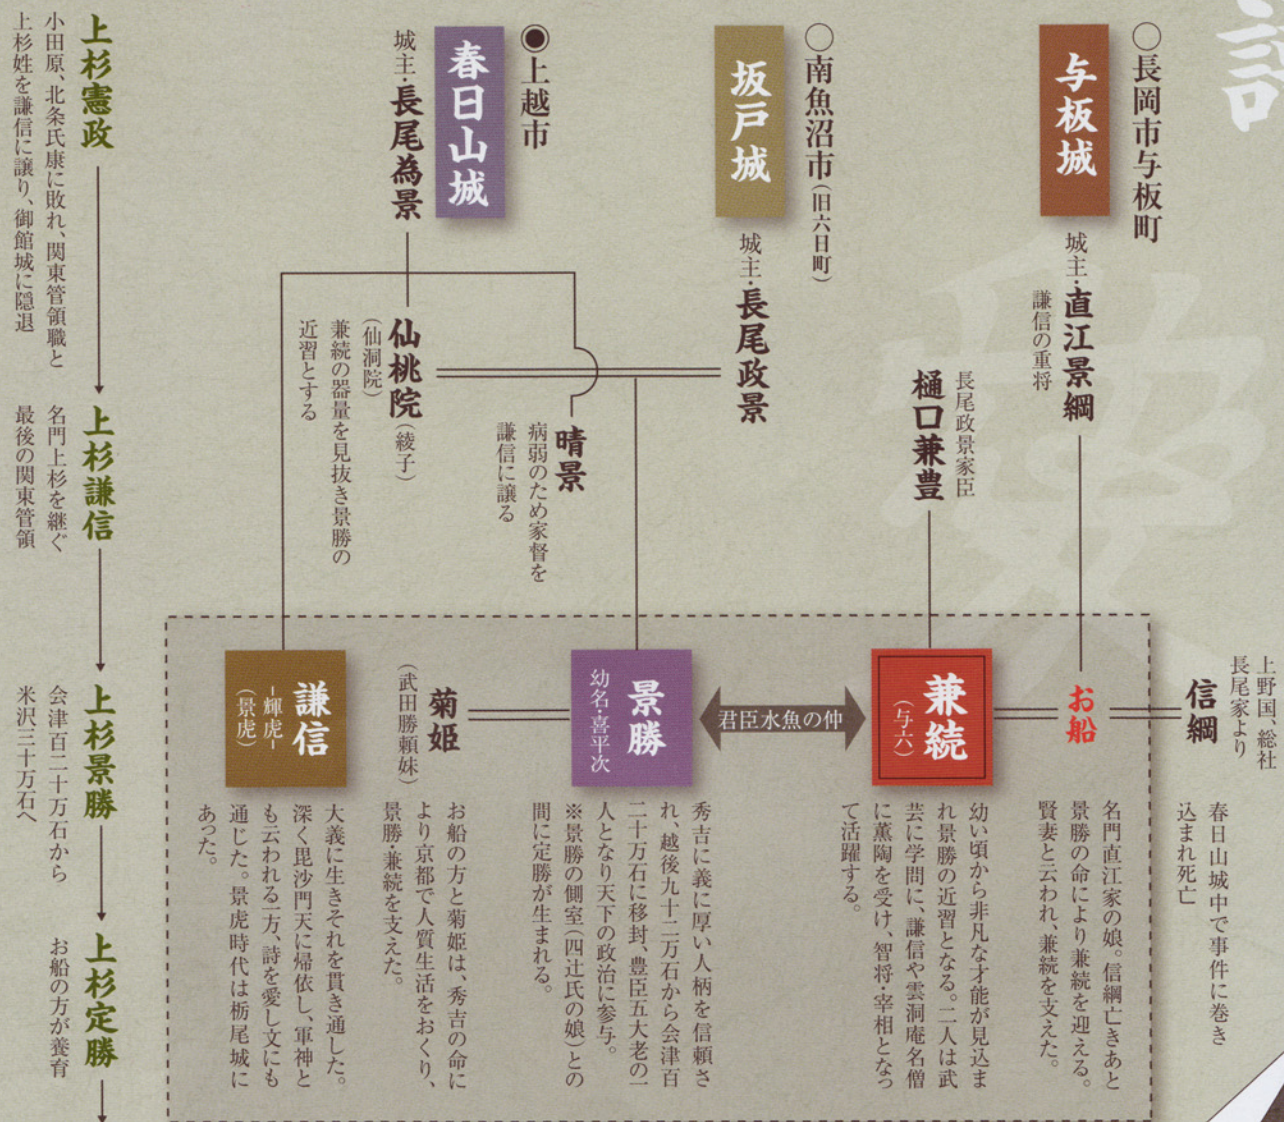 ○長岡市与板町
与板城
城主・直江景綱
謙信の重将
○南魚沼市(旧六日町)
坂戸城
城主・長尾政景
◉上越市
春日山城
城主・長尾為景
長尾政景家臣
樋口兼豊
晴景
病弱のため家督を
謙信に譲る
仙桃院(綾子)
(仙洞院)
兼続の器量を見抜き景勝の
近習とする
上野国、総社
長尾家より
信綱
春日山城中で事件に巻き
込まれ死亡
お船
名門直江家の娘。信綱亡きあと
景勝の命により兼続を迎える。
賢妻と云われ、兼続を支えた。
兼続
(与六)
幼い頃から非凡な才能が見込ま
れ景勝の近習となる。二人は武
芸に学問に、謙信や雲洞庵名僧
に薫陶を受け、智将・宰相となっ
て活躍する。
君臣水魚の仲
景勝
幼名・喜平次
秀吉に義に厚い人柄を信頼さ
れ、越後九十二万石から会津百
二十万石に移封、豊臣五大老の一
人となり天下の政治に参与。
※景勝の側室(四辻氏の娘)との
間に定勝が生まれる。
菊姫
(武田勝頼妹)
お船の方と菊姫は、秀吉の命に
より京都で人質生活をおくり、
景勝・兼続を支えた。
謙信
−輝虎−
(景虎)
大義に生きそれを貫き通した。
深く毘沙門天に帰依し、軍神と
も云われる一方、詩を愛し文にも
通じた。景虎時代は栃尾城に
あった。
上杉憲政
小田原、北条氏康に敗れ、関東管領職と
上杉姓を謙信に譲り、御館城に隠退
上杉謙信
名門上杉を継ぐ
最後の関東管領
上杉景勝
会津百二十万石から
米沢三十万石へ
上杉定勝
お船の方が養育